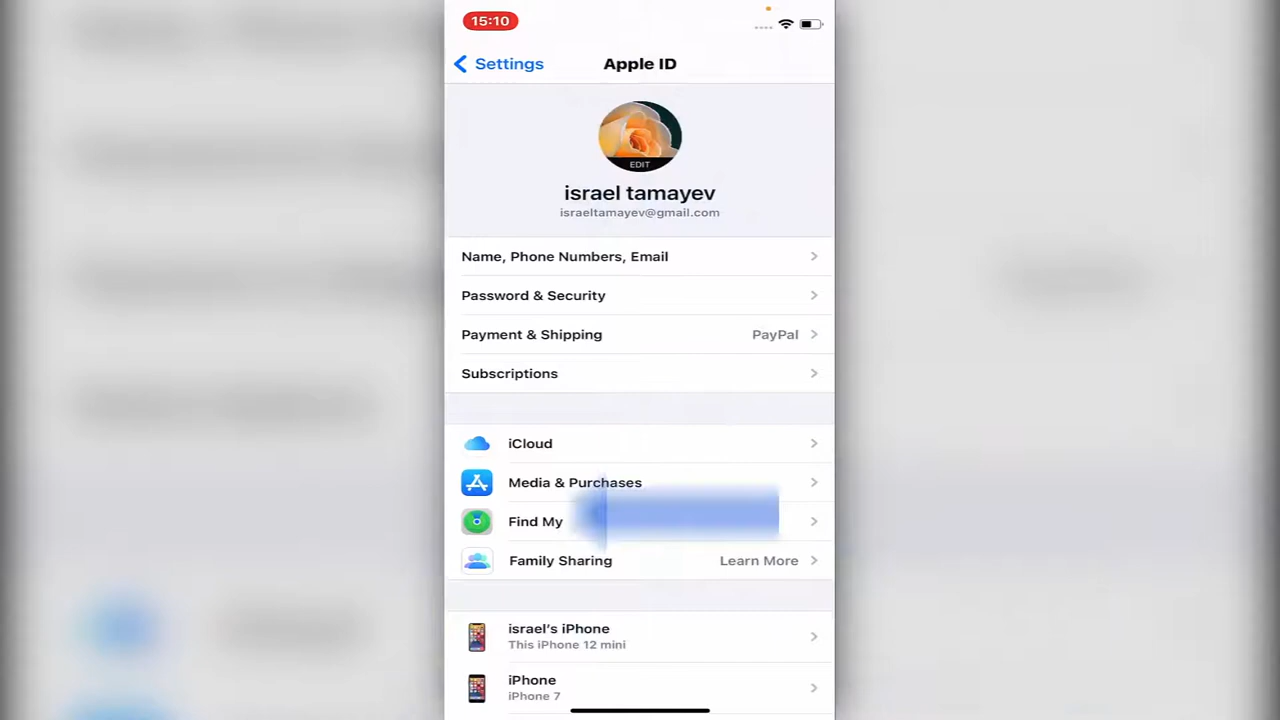 15:10
Settings
Apple ID
EDIT
israel tamayev
israeltamayev@gmail.com
Name, Phone Numbers, Email
Password & Security
Payment & Shipping PayPal
Subscriptions
iCloud
Media & Purchases
Find My
Family Sharing Learn More
israel's iPhone
This iPhone 12 mini
iPhone
iPhone 7